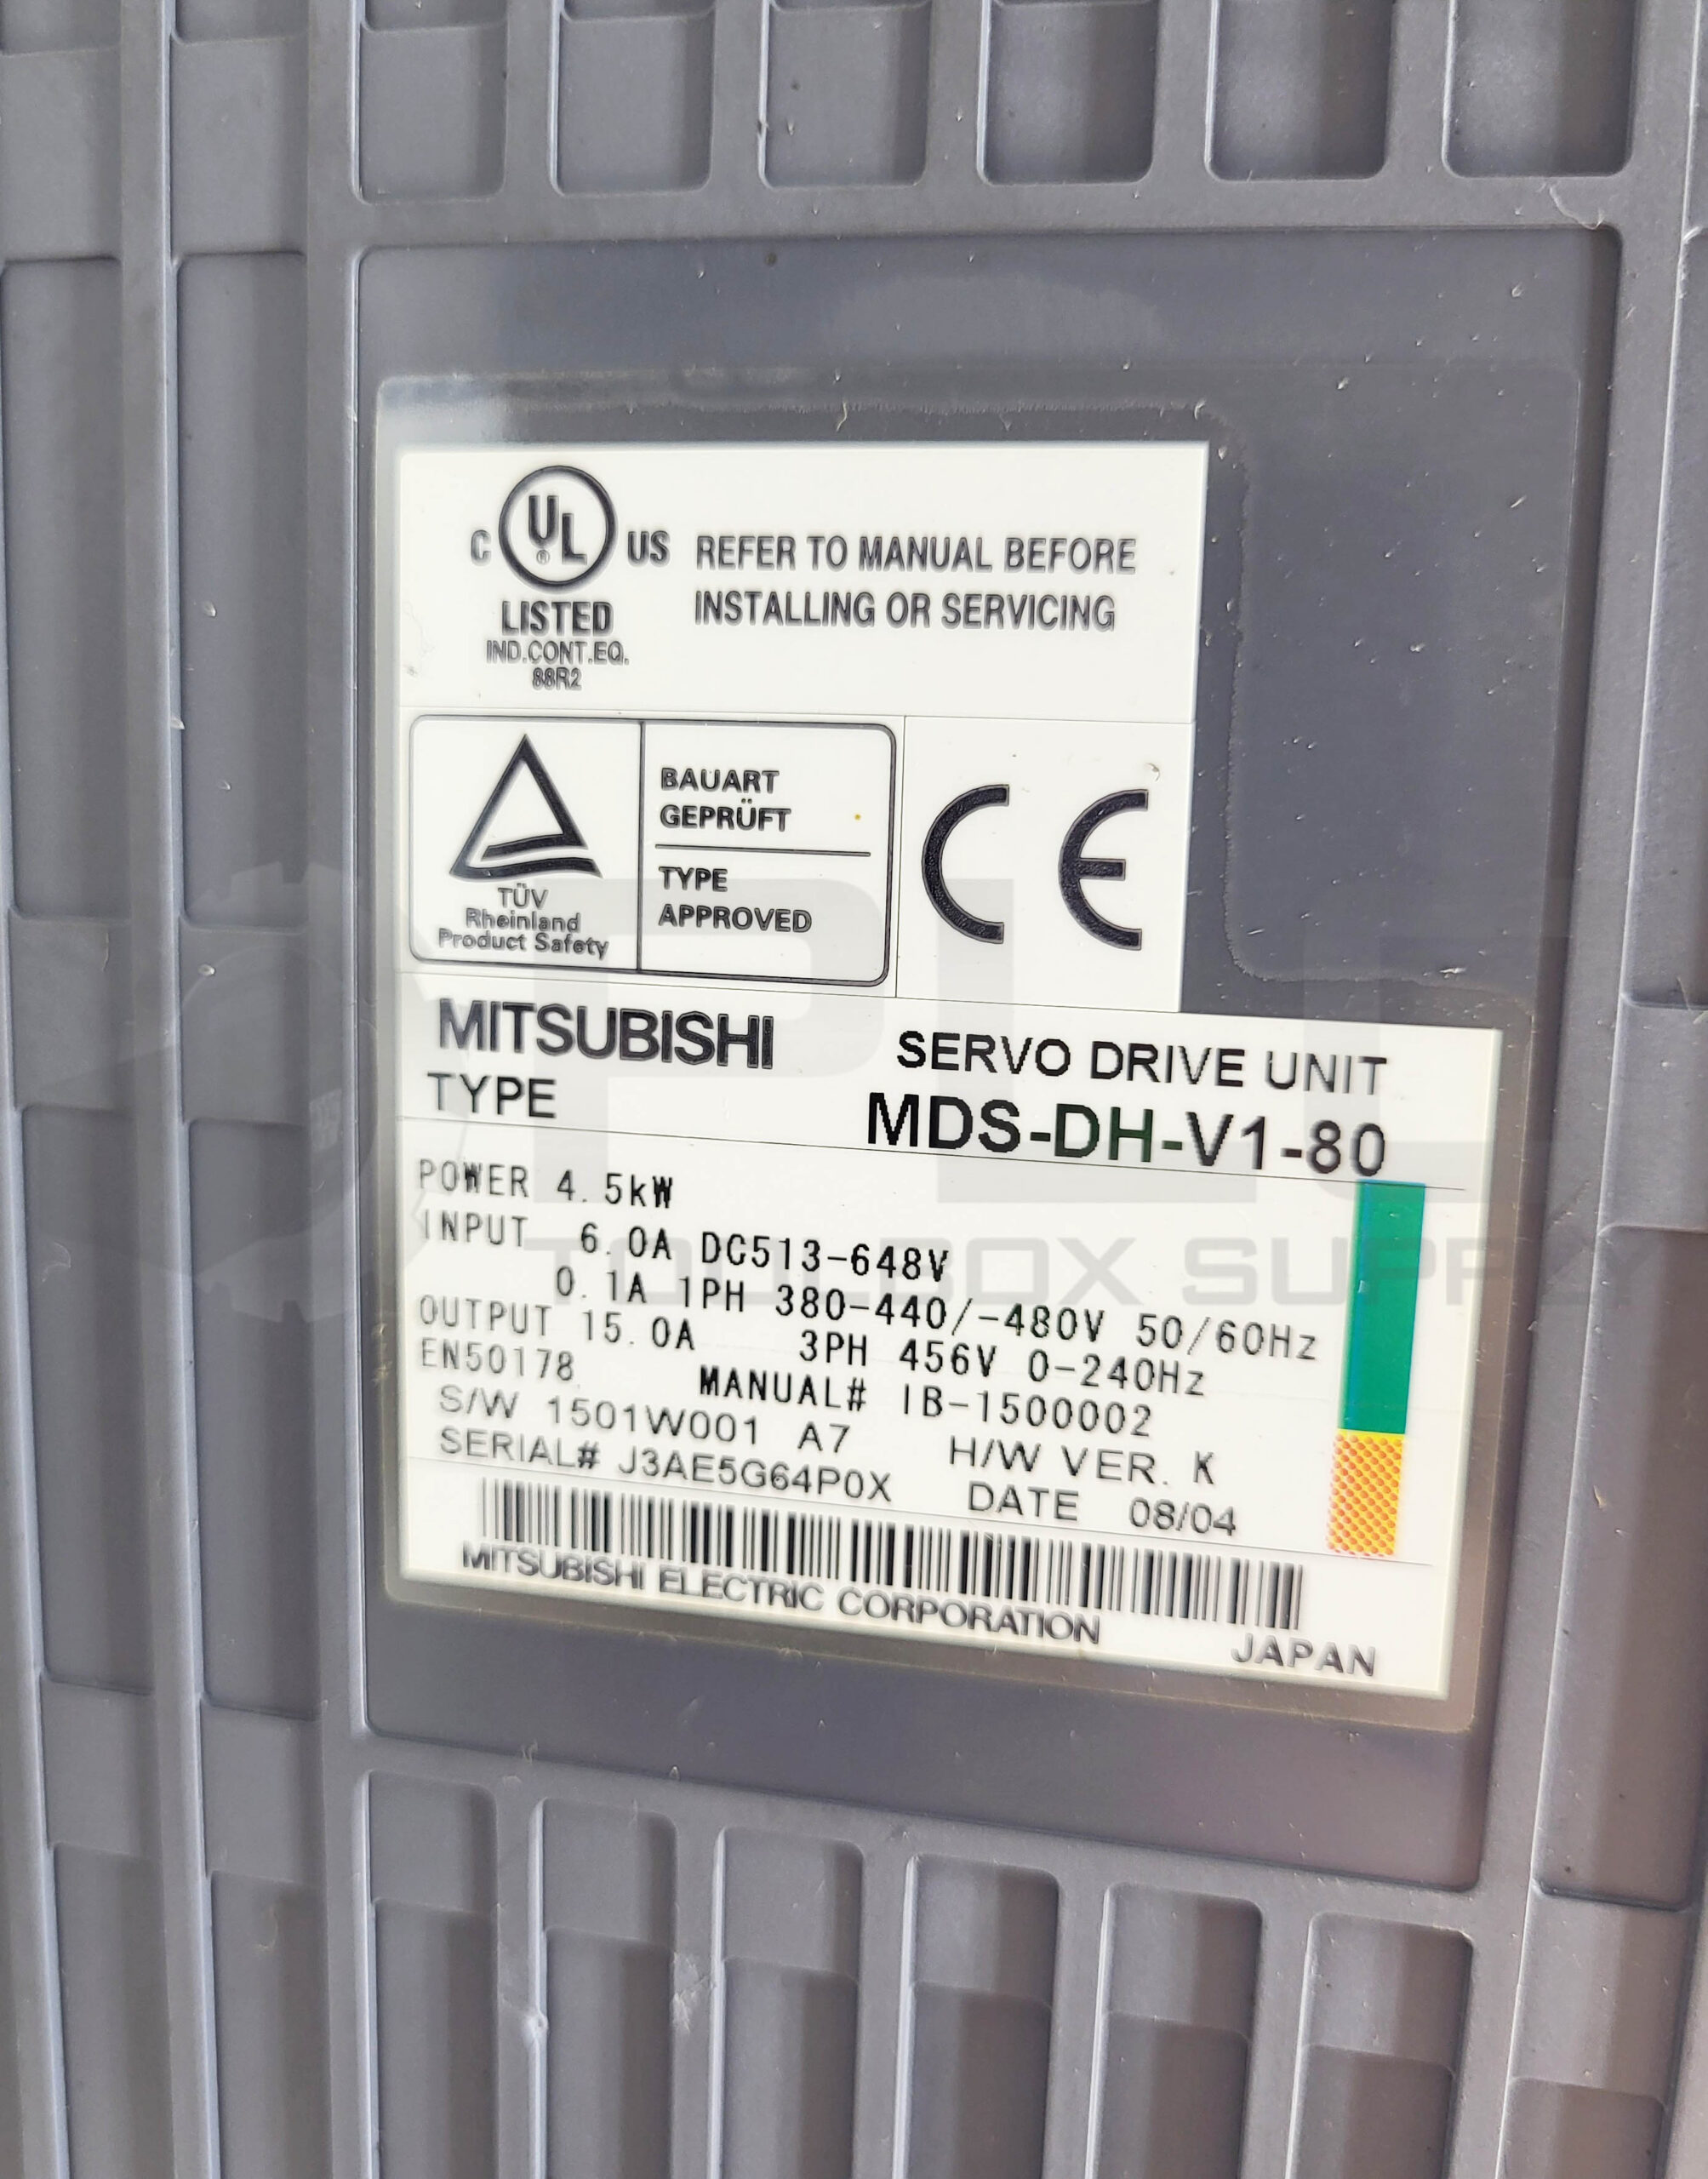 C UL® US
REFER TO MANUAL BEFORE
INSTALLING OR SERVICING
LISTED
IND.CONT.EQ.
88R2
BAUART
GEPRÜFT
TYPE
APPROVED
TÜV
Rheinland
Product Safety
CE
MITSUBISHI SERVO DRIVE UNIT
TYPE MDS-DH-V1-80
POWER 4.5kW
INPUT 6.0A DC513-648V
0.1A 1PH 380-440/-480V 50/60Hz
OUTPUT 15.0A 3PH 456V 0-240Hz
EN50178 MANUAL# IB-1500002
S/W 1501W001 A7 H/W VER. K
SERIAL# J3AE5G64P0X DATE 08/04
MITSUBISHI ELECTRIC CORPORATION
JAPAN
PLC
TOOLBOX SUPPLY